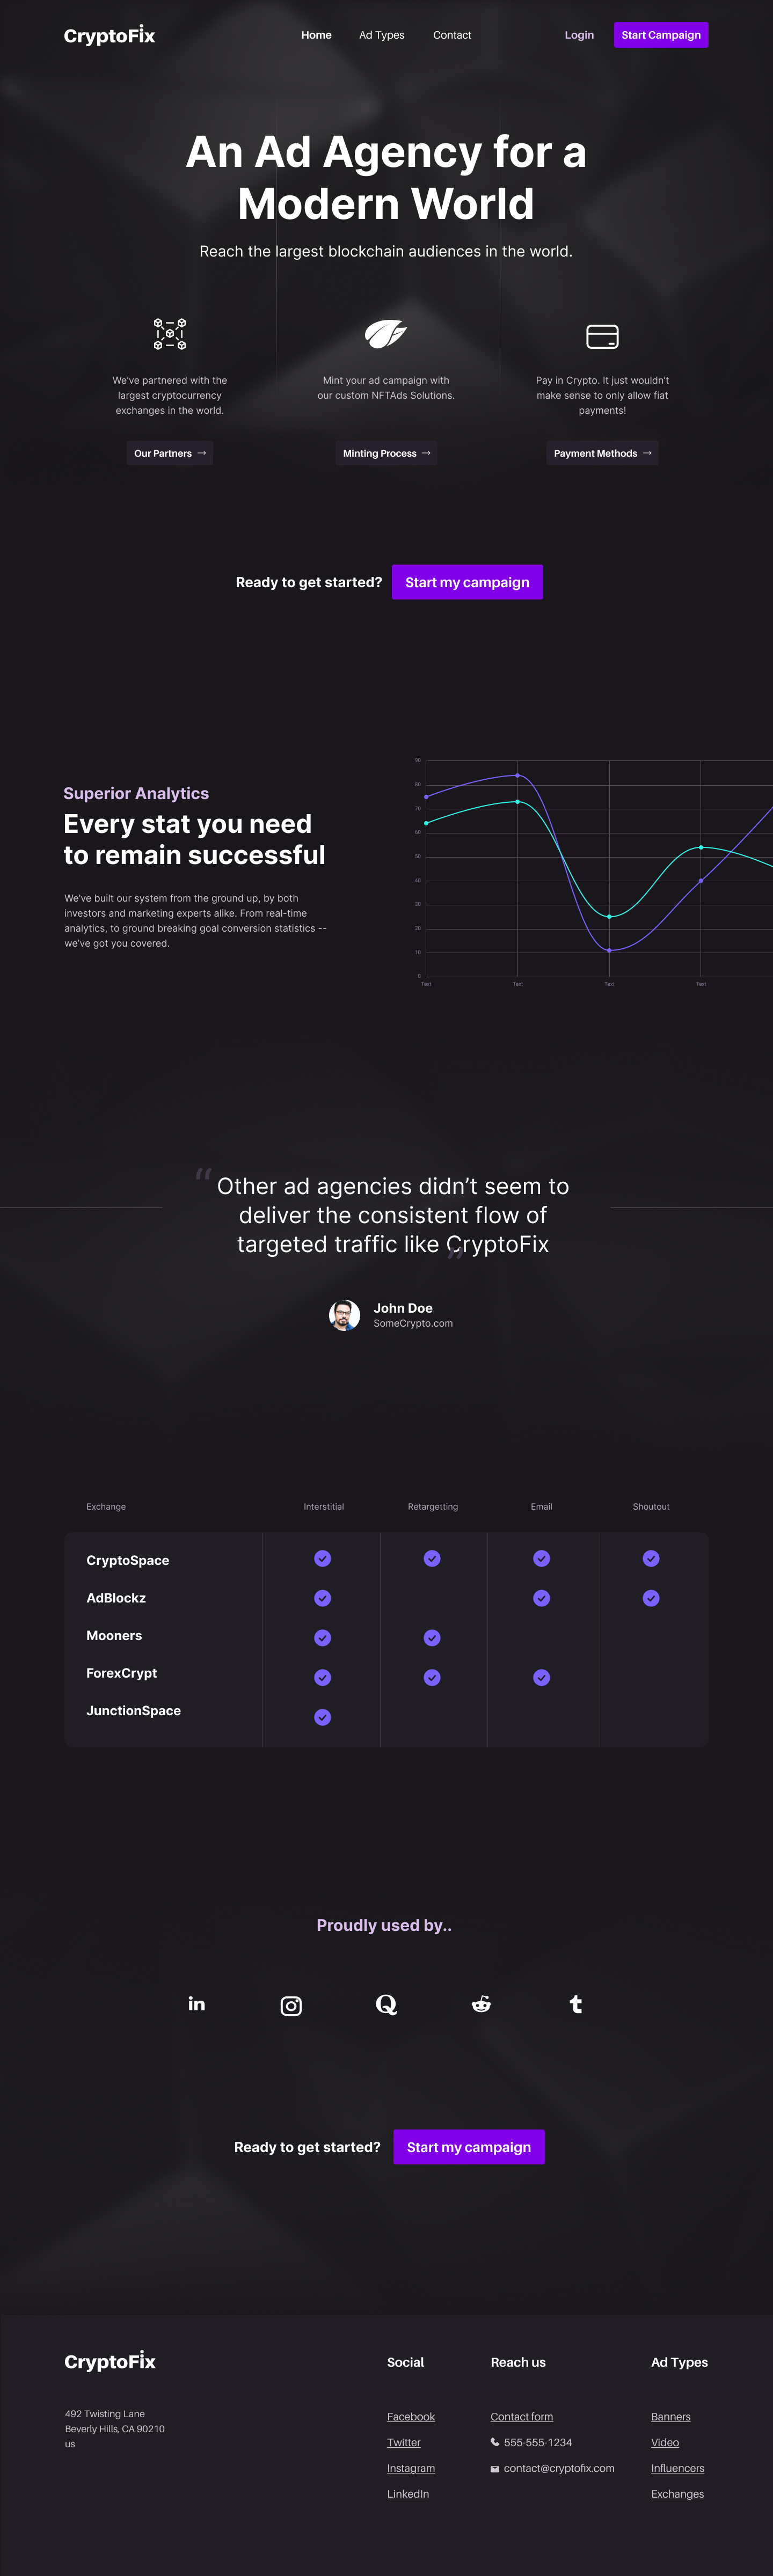 CryptoFix
Home
Ad Types
Contact
Login
Start Campaign
An Ad Agency for a
Modern World
Reach the largest blockchain audiences in the world.
We've partnered with the
largest cryptocurrency
exchanges in the world.
Our Partners →
Mint your ad campaign with
our custom NFTAds Solutions.
Minting Process →
Pay in Crypto. It just wouldn't
make sense to only allow fiat
payments!
Payment Methods →
Ready to get started?
Start my campaign
Superior Analytics
Every stat you need
to remain successful
We've built our system from the ground up, by both
investors and marketing experts alike. From real-time
analytics, to ground breaking goal conversion statistics --
we've got you covered.
90
80
70
60
50
40
30
20
10
0
Text
Text
Text
Text
“
Other ad agencies didn’t seem to
deliver the consistent flow of
targeted traffic like CryptoFix
”
John Doe
SomeCrypto.com
Exchange
Interstitial
Retargetting
Email
Shoutout
CryptoSpace
AdBlockz
Mooners
ForexCrypt
JunctionSpace
Proudly used by..
Ready to get started?
Start my campaign
CryptoFix
492 Twisting Lane
Beverly Hills, CA 90210
us
Social
Facebook
Twitter
Instagram
LinkedIn
Reach us
Contact form
555-555-1234
contact@cryptofix.com
Ad Types
Banners
Video
Influencers
Exchanges